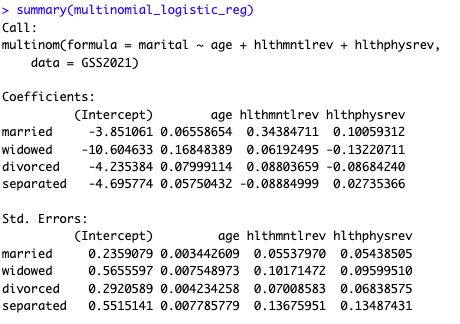 > summary(multinomial_logistic_reg)
Call:
multinom(formula = marital ~ age + hlthmntlrev + hlthphysrev,
    data = GSS2021)

Coefficients:
          (Intercept)        age hlthmntlrev hlthphysrev
married     -3.851061 0.06558654  0.34384711  0.10059312
widowed    -10.604633 0.16848389  0.06192495 -0.13220711
divorced    -4.235384 0.07999114  0.08803659 -0.08684240
separated   -4.695774 0.05750432 -0.08884999  0.02735366

Std. Errors:
          (Intercept)         age hlthmntlrev hlthphysrev
married     0.2359079 0.003442609  0.05537970  0.05438505
widowed     0.5655597 0.007548973  0.10171472  0.09599510
divorced    0.2920589 0.004234258  0.07008583  0.06838575
separated   0.5515141 0.007785779  0.13675951  0.13487431